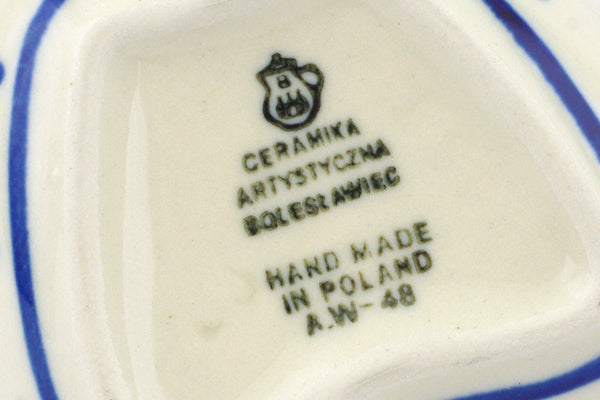 CERAMIKA
ARTYSTYCZNA
BOLESŁAWIEC
HAND MADE
IN POLAND
A.W-48